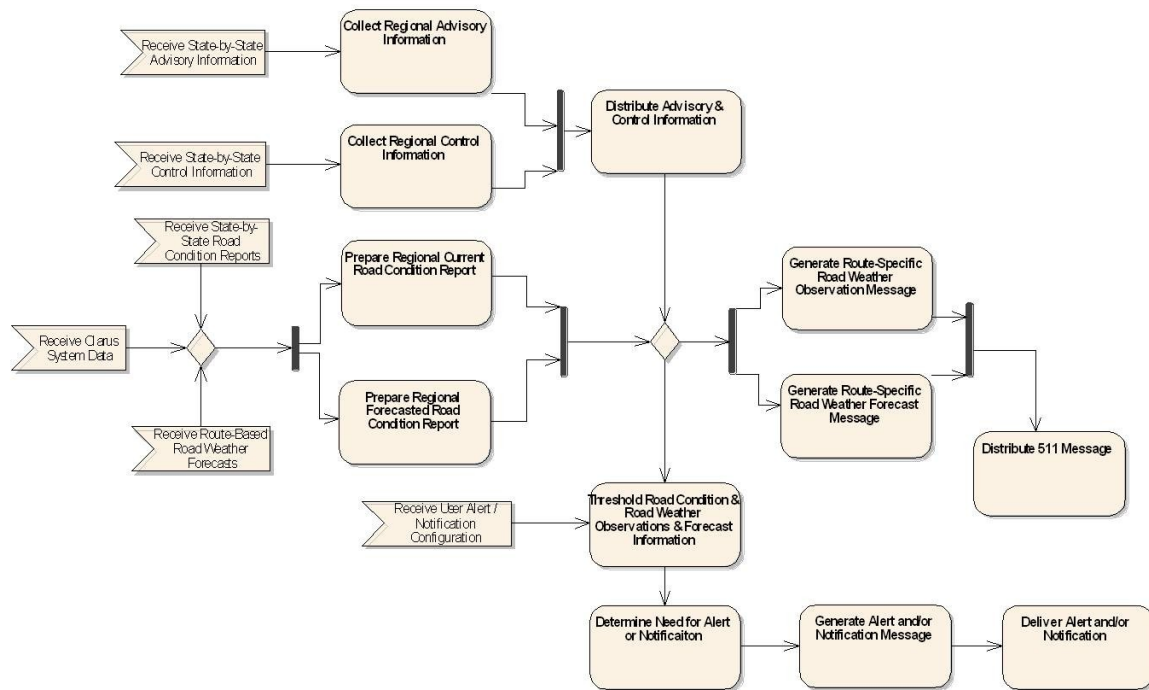 Receive State-by-State
Advisory Information
Collect Regional Advisory
Information
Receive State-by-State
Control Information
Collect Regional Control
Information
Distribute Advisory &
Control Information
Receive State-by-
State Road
Condition Reports
Receive Clarus
System Data
Receive Route-Based
Road Weather
Forecasts
Prepare Regional Current
Road Condition Report
Prepare Regional
Forecasted Road
Condition Report
Generate Route-Specific
Road Weather
Observation Message
Generate Route-Specific
Road Weather Forecast
Message
Distribute 511 Message
Receive User Alert /
Notification
Configuration
Threshold Road Condition &
Road Weather
Observations & Forecast
Information
Determine Need for Alert
or Notificaiton
Generate Alert and/or
Notification Message
Deliver Alert and/or
Notification